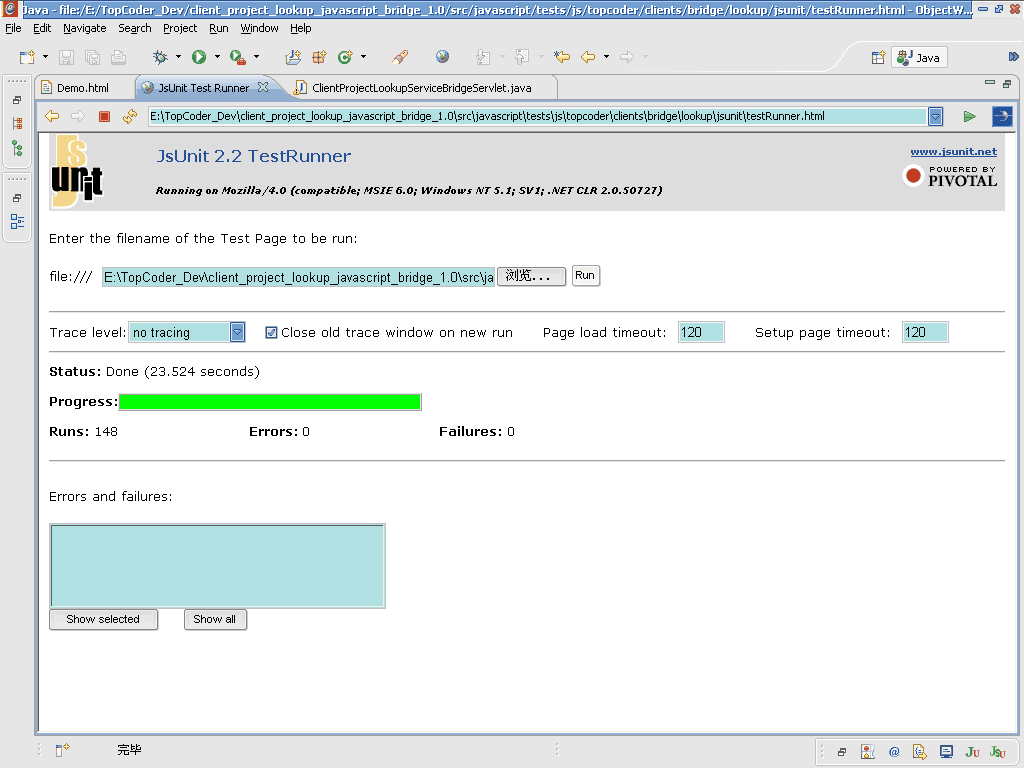 Java - file:/E:/TopCoder_Dev/client_project_lookup_javascript_bridge_1.0/src/javascript/tests/js/topcoder/clients/bridge/lookup/jsunit/testRunner.html - ObjectW...
File Edit Navigate Search Project Run Window Help
Java
Demo.html JsUnit Test Runner ClientProjectLookupServiceBridgeServlet.java
E:\TopCoder_Dev\client_project_lookup_javascript_bridge_1.0\src\javascript\tests\js\topcoder\clients\bridge\lookup\jsunit\testRunner.html
JS unit
JsUnit 2.2 TestRunner
www.jsunit.net
Running on Mozilla/4.0 (compatible; MSIE 6.0; Windows NT 5.1; SV1; .NET CLR 2.0.50727)
POWERED BY
PIVOTAL
Enter the filename of the Test Page to be run:
file:/// E:\TopCoder_Dev\client_project_lookup_javascript_bridge_1.0\src\ja 浏览... Run
Trace level: no tracing Close old trace window on new run Page load timeout: 120 Setup page timeout: 120
Status: Done (23.524 seconds)
Progress:
Runs: 148 Errors: 0 Failures: 0
Errors and failures:
Show selected Show all
完毕
@ JU JSU